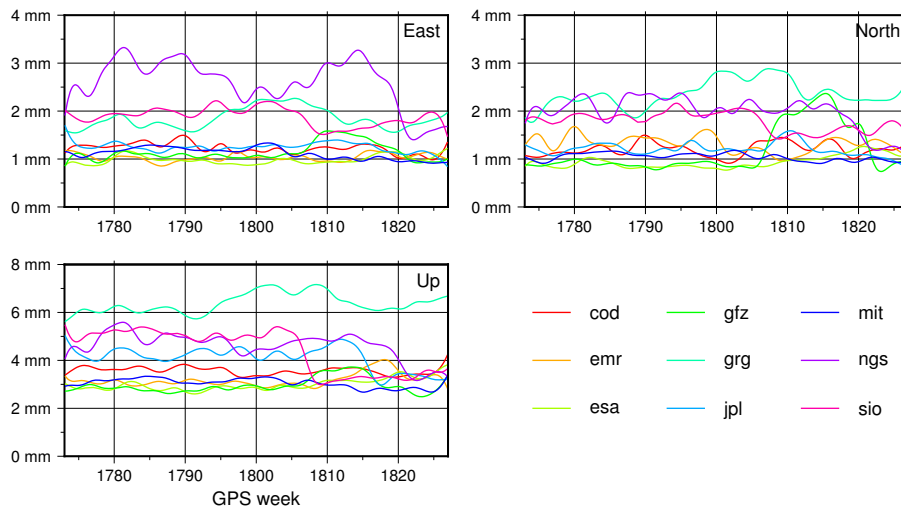 4 mm
3 mm
2 mm
1 mm
0 mm
1780 1790 1800 1810 1820
East
4 mm
3 mm
2 mm
1 mm
0 mm
1780 1790 1800 1810 1820
North
8 mm
6 mm
4 mm
2 mm
0 mm
1780 1790 1800 1810 1820
GPS week
Up
cod gfz mit
emr grg ngs
esa jpl sio